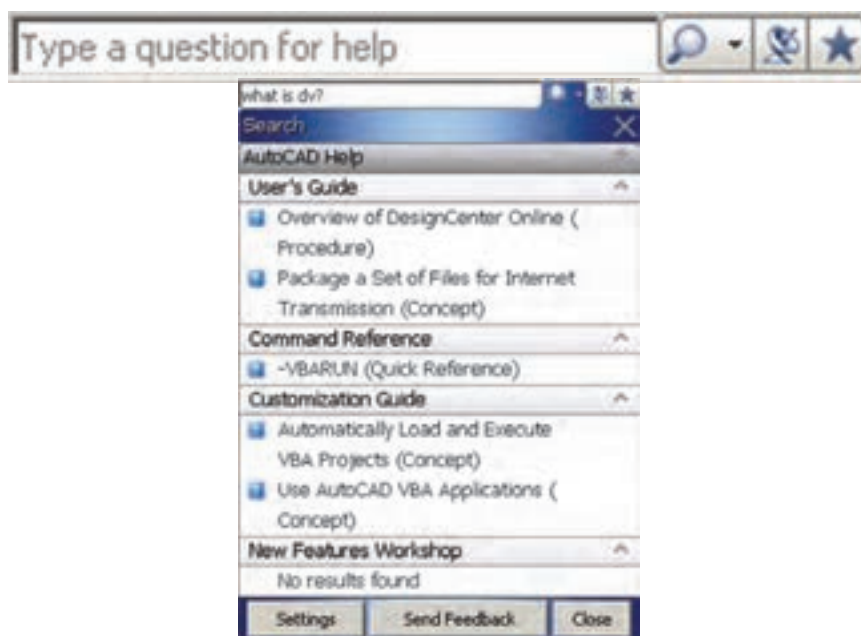 Type a question for help
what is dv?
Search
AutoCAD Help
User's Guide
Overview of DesignCenter Online (
Procedure)
Package a Set of Files for Internet
Transmission (Concept)
Command Reference
-VBARUN (Quick Reference)
Customization Guide
Automatically Load and Execute
VBA Projects (Concept)
Use AutoCAD VBA Applications (
Concept)
New Features Workshop
No results found
Settings Send Feedback Close